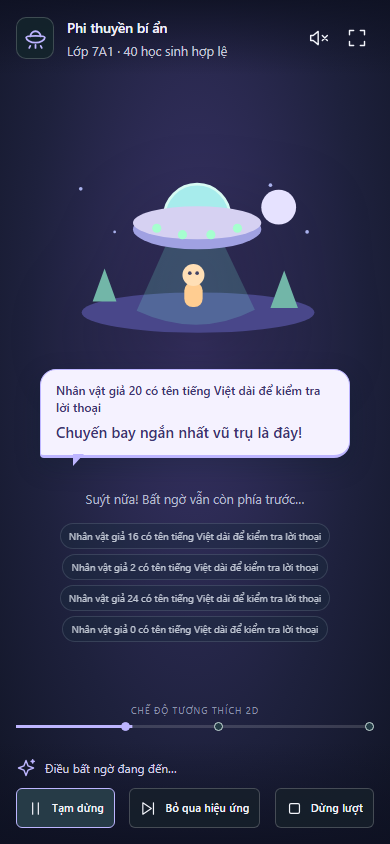 Phi thuyền bí ẩn
Lớp 7A1 · 40 học sinh hợp lệ
Nhân vật giả 20 có tên tiếng Việt dài để kiểm tra
lời thoại
Chuyến bay ngắn nhất vũ trụ là đây!
Suýt nữa! Bất ngờ vẫn còn phía trước...
Nhân vật giả 16 có tên tiếng Việt dài để kiểm tra lời thoại
Nhân vật giả 2 có tên tiếng Việt dài để kiểm tra lời thoại
Nhân vật giả 24 có tên tiếng Việt dài để kiểm tra lời thoại
Nhân vật giả 0 có tên tiếng Việt dài để kiểm tra lời thoại
CHẾ ĐỘ TƯƠNG THÍCH 2D
Điều bất ngờ đang đến...
Tạm dừng
Bỏ qua hiệu ứng
Dừng lượt